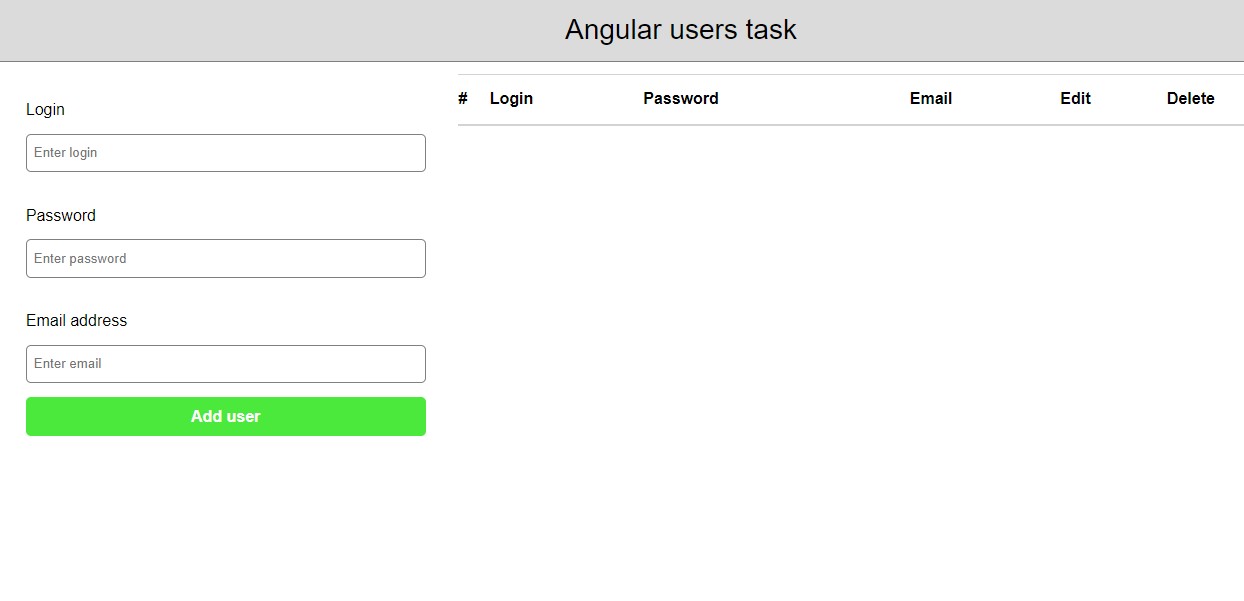 Angular users task
Login
Enter login
Password
Enter password
Email address
Enter email
Add user
# Login Password Email Edit Delete